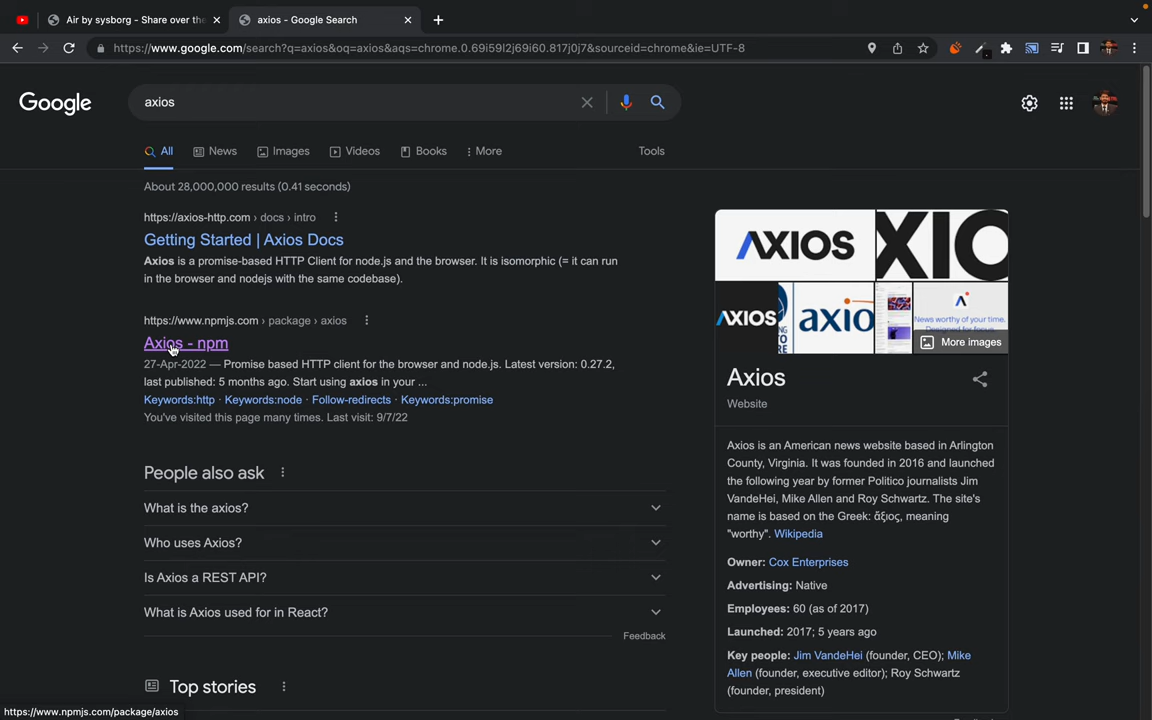 Air by sysborg - Share over the
axios - Google Search
https://www.google.com/search?q=axios&oq=axios&aqs=chrome.0.69i59l2j69i60.817j0j7&sourceid=chrome&ie=UTF-8
Google
axios
All
News
Images
Videos
Books
More
Tools
About 28,000,000 results (0.41 seconds)
https://axios-http.com › docs › intro
Getting Started | Axios Docs
Axios is a promise-based HTTP Client for node.js and the browser. It is isomorphic (= it can run
in the browser and nodejs with the same codebase).
https://www.npmjs.com › package › axios
Axios - npm
27-Apr-2022 — Promise based HTTP client for the browser and node.js. Latest version: 0.27.2,
last published: 5 months ago. Start using axios in your ...
Keywords:http · Keywords:node · Follow-redirects · Keywords:promise
You've visited this page many times. Last visit: 9/7/22
People also ask
What is the axios?
Who uses Axios?
Is Axios a REST API?
What is Axios used for in React?
Feedback
Top stories
https://www.npmjs.com/package/axios
AXIOS
XIO
AXIOS
axio
News worthy of your time.
More images
Axios
Website
Axios is an American news website based in Arlington
County, Virginia. It was founded in 2016 and launched
the following year by former Politico journalists Jim
VandeHei, Mike Allen and Roy Schwartz. The site's
name is based on the Greek: ἄξιος, meaning
"worthy". Wikipedia
Owner: Cox Enterprises
Advertising: Native
Employees: 60 (as of 2017)
Launched: 2017; 5 years ago
Key people: Jim VandeHei (founder, CEO); Mike
Allen (founder, executive editor); Roy Schwartz
(founder, president)